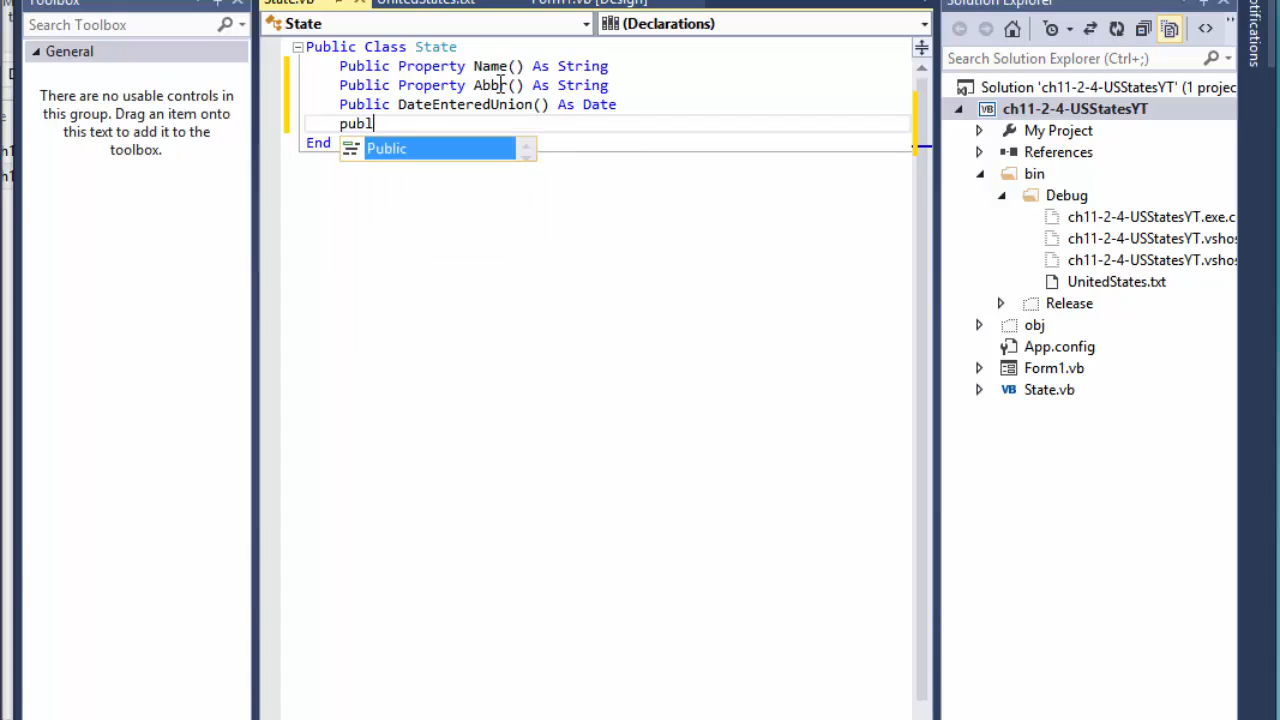 Toolbox
State.vb
UnitedStates.txt
Form1.vb [Design]
Solution Explorer
Search Toolbox
State
(Declarations)
General
There are no usable controls in
this group. Drag an item onto
this text to add it to the
toolbox.
Public Class State
Public Property Name() As String
Public Property Abbr() As String
Public DateEnteredUnion() As Date
publ
End
Public
Search Solution Explorer (Ctrl+;)
Solution 'ch11-2-4-USStatesYT' (1 projec
VB ch11-2-4-USStatesYT
My Project
References
bin
Debug
ch11-2-4-USStatesYT.exe.c
ch11-2-4-USStatesYT.vshos
ch11-2-4-USStatesYT.vshos
UnitedStates.txt
Release
obj
App.config
Form1.vb
VB State.vb
otifications